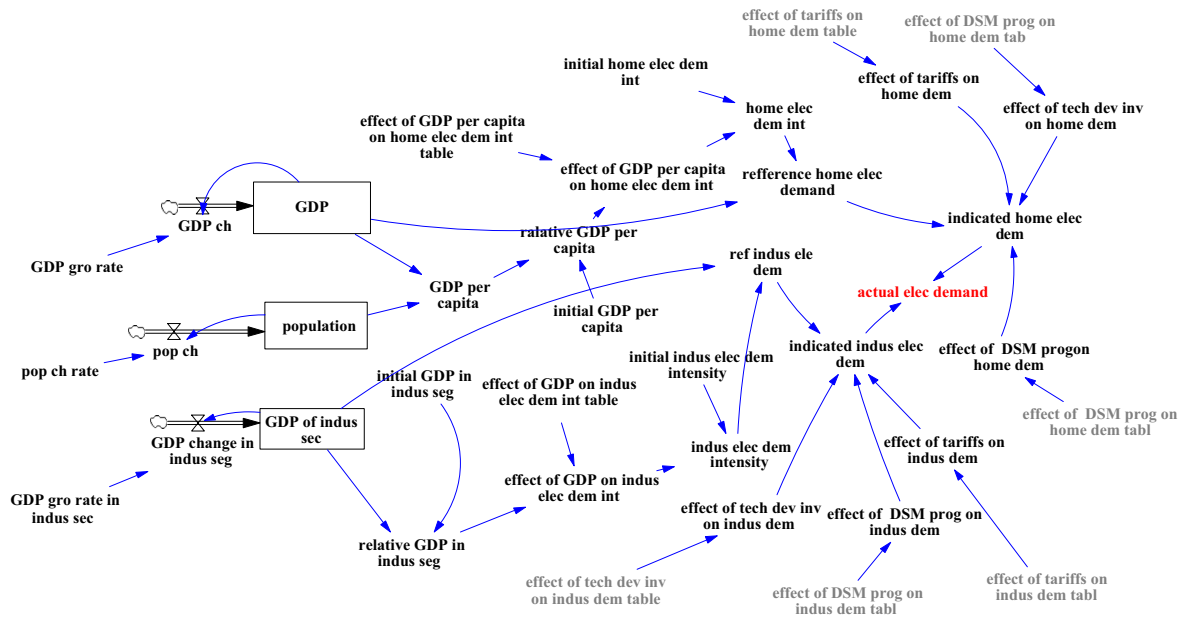 effect of tariffs on
home dem table
effect of DSM prog on
home dem tab
initial home elec dem
int
effect of tariffs on
home dem
home elec
dem int
effect of tech dev inv
on home dem
effect of GDP per capita
on home elec dem int
table
effect of GDP per capita
on home elec dem int
refference home elec
demand
GDP
GDP ch
ralative GDP per
capita
indicated home elec
dem
GDP gro rate
ref indus ele
dem
GDP per
capita
actual elec demand
initial GDP per
capita
population
pop ch
pop ch rate
indicated indus elec
dem
effect of  DSM progon
home dem
initial indus elec dem
intensity
initial GDP in
indus seg
effect of GDP on indus
elec dem int table
effect of  DSM prog on
home dem tabl
GDP of indus
sec
GDP change in
indus seg
indus elec dem
intensity
effect of tariffs on
indus dem
GDP gro rate in
indus sec
effect of GDP on indus
elec dem int
effect of tech dev inv
on indus dem
effect of  DSM prog on
indus dem
relative GDP in
indus seg
effect of tech dev inv
on indus dem table
effect of DSM prog on
indus dem tabl
effect of tariffs on
indus dem tabl